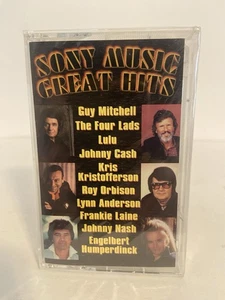 SONY MUSIC
GREAT HITS
Guy Mitchell
The Four Lads
Lulu
Johnny Cash
Kris
Kristofferson
Roy Orbison
Lynn Anderson
Frankie Laine
Johnny Nash
Engelbert
Humperdinck